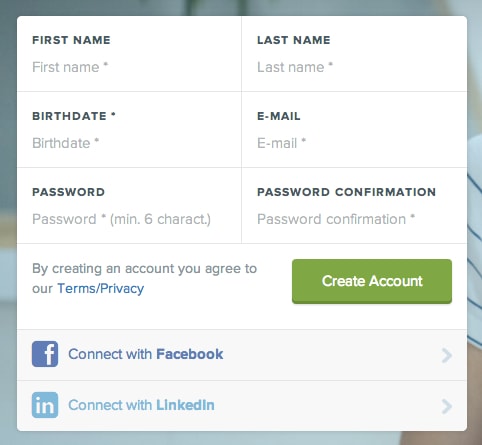 FIRST NAME
First name *
LAST NAME
Last name *
BIRTHDATE *
Birthdate *
E-MAIL
E-mail *
PASSWORD
Password * (min. 6 charact.)
PASSWORD CONFIRMATION
Password confirmation *
By creating an account you agree to
our Terms/Privacy
Create Account
f Connect with Facebook
in Connect with LinkedIn